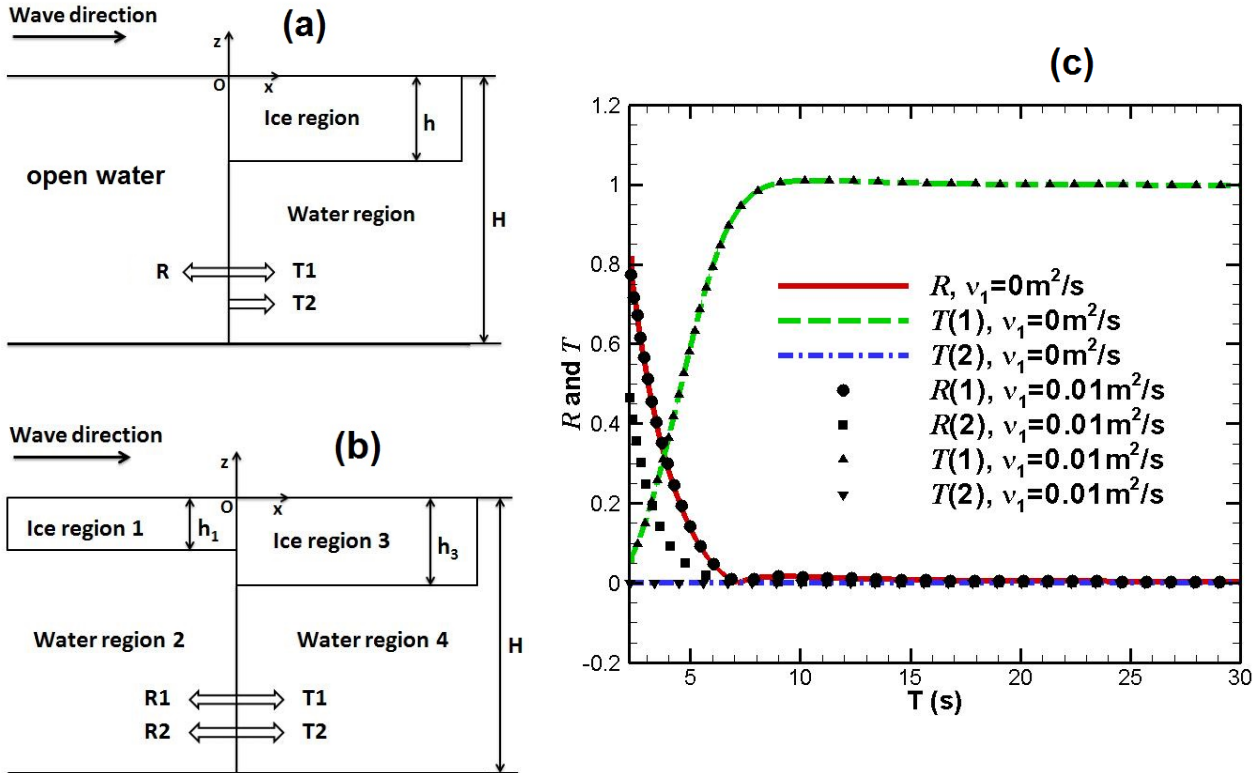 Wave direction
(a)
z
O
x
Ice region
h
open water
Water region
H
R
T1
T2
Wave direction
(b)
z
O
x
Ice region 1
h₁
Ice region 3
h₃
Water region 2
Water region 4
H
R1
T1
R2
T2
(c)
1.2
1
0.8
0.6
0.4
0.2
0
-0.2
R and T
R, ν₁=0m²/s
T(1), ν₁=0m²/s
T(2), ν₁=0m²/s
R(1), ν₁=0.01m²/s
R(2), ν₁=0.01m²/s
T(1), ν₁=0.01m²/s
T(2), ν₁=0.01m²/s
5 10 15 20 25 30
T (s)